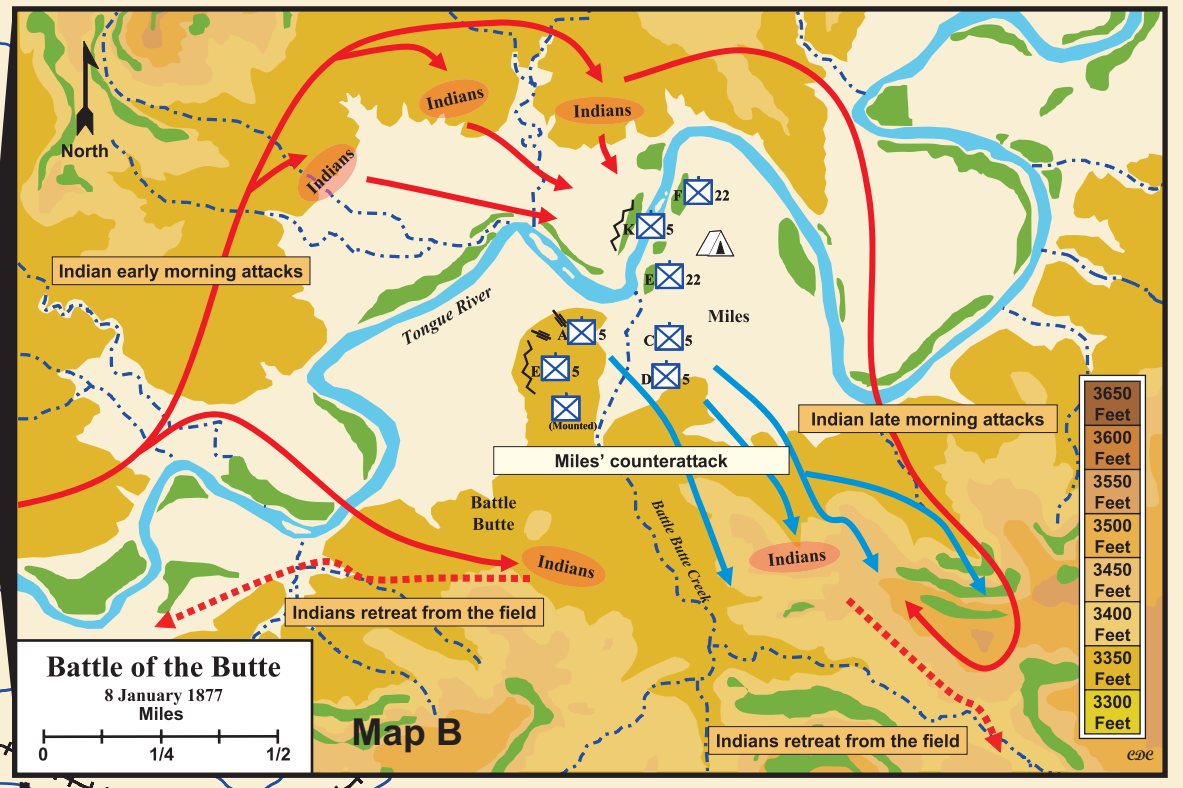 North
Indians
Indians
Indians
F 22
K 5
E 22
Indian early morning attacks
Tongue River
Miles
A 5
C 5
E 5
D 5
(Mounted)
Indian late morning attacks
Miles’ counterattack
Battle
Butte
Battle Butte Creek
Indians
Indians
Indians retreat from the field
Indians retreat from the field
3650
Feet
3600
Feet
3550
Feet
3500
Feet
3450
Feet
3400
Feet
3350
Feet
3300
Feet
Battle of the Butte
8 January 1877
Miles
0 1/4 1/2
Map B
CDC